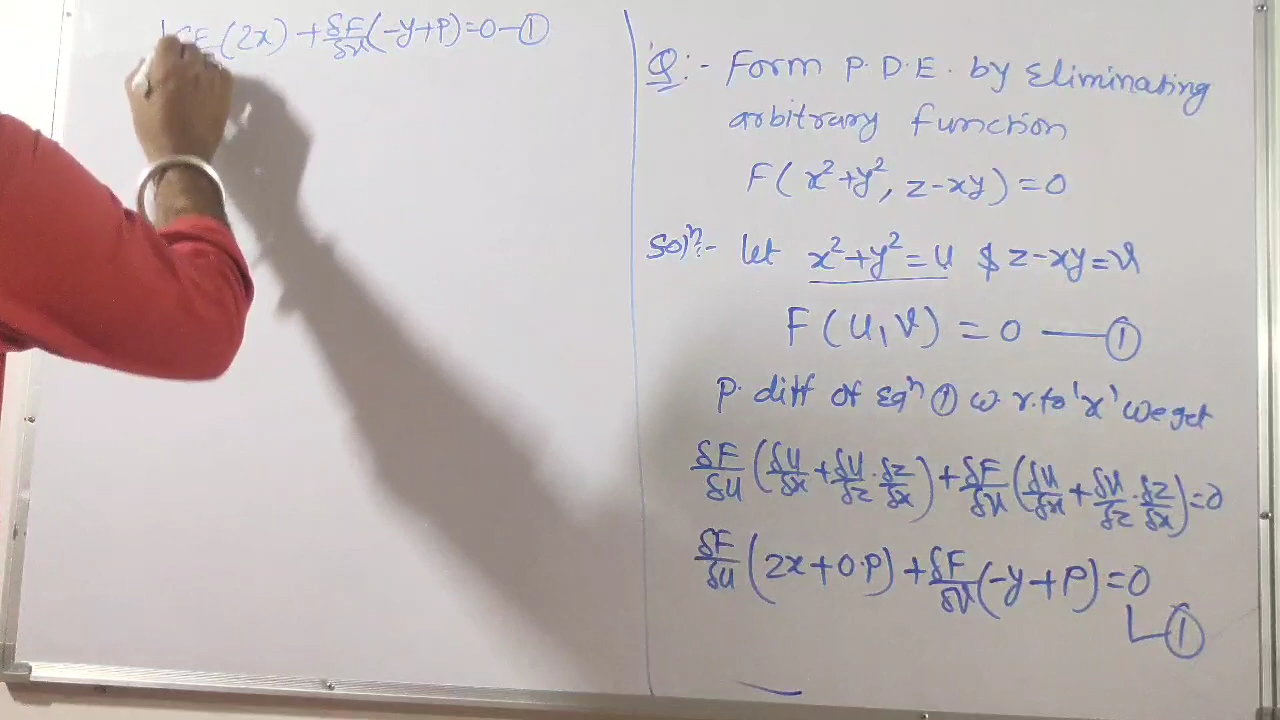 (2x) + δF/δv (-y+P) = 0 - ①
Q:- Form P.D.E. by Eliminating
arbitrary function
F( x²+y², z-xy ) = 0
Solⁿ:- let x²+y² = u & z-xy = v
F ( u, v ) = 0 — ①
P. diff of Eqⁿ ① w.r.to 'x' we get
δF/δu ( δu/δx + δu/δz · δz/δx ) + δF/δv ( δv/δx + δv/δz · δz/δx ) = 0
δF/δu ( 2x + 0.P ) + δF/δv ( -y + P ) = 0
①